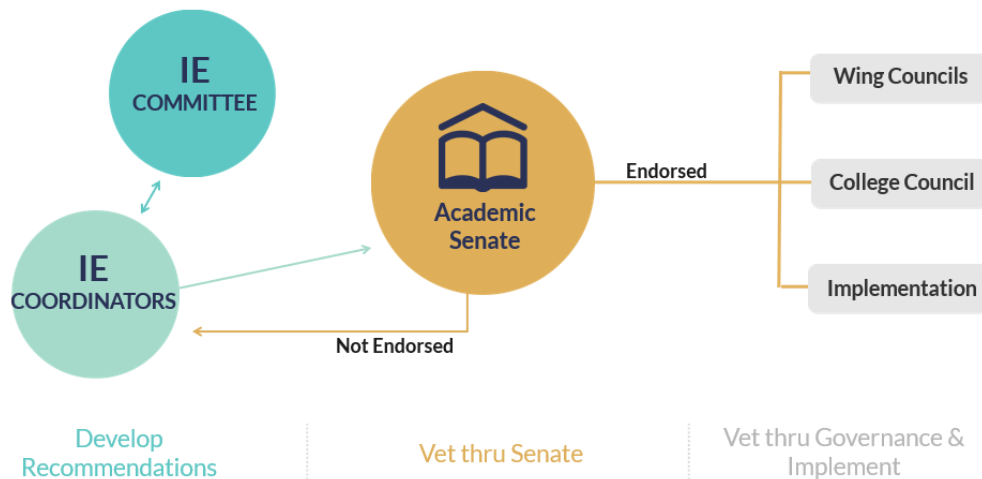 IE
COMMITTEE
IE
COORDINATORS
Academic
Senate
Endorsed
Not Endorsed
Wing Councils
College Council
Implementation
Develop
Recommendations
Vet thru Senate
Vet thru Governance &
Implement